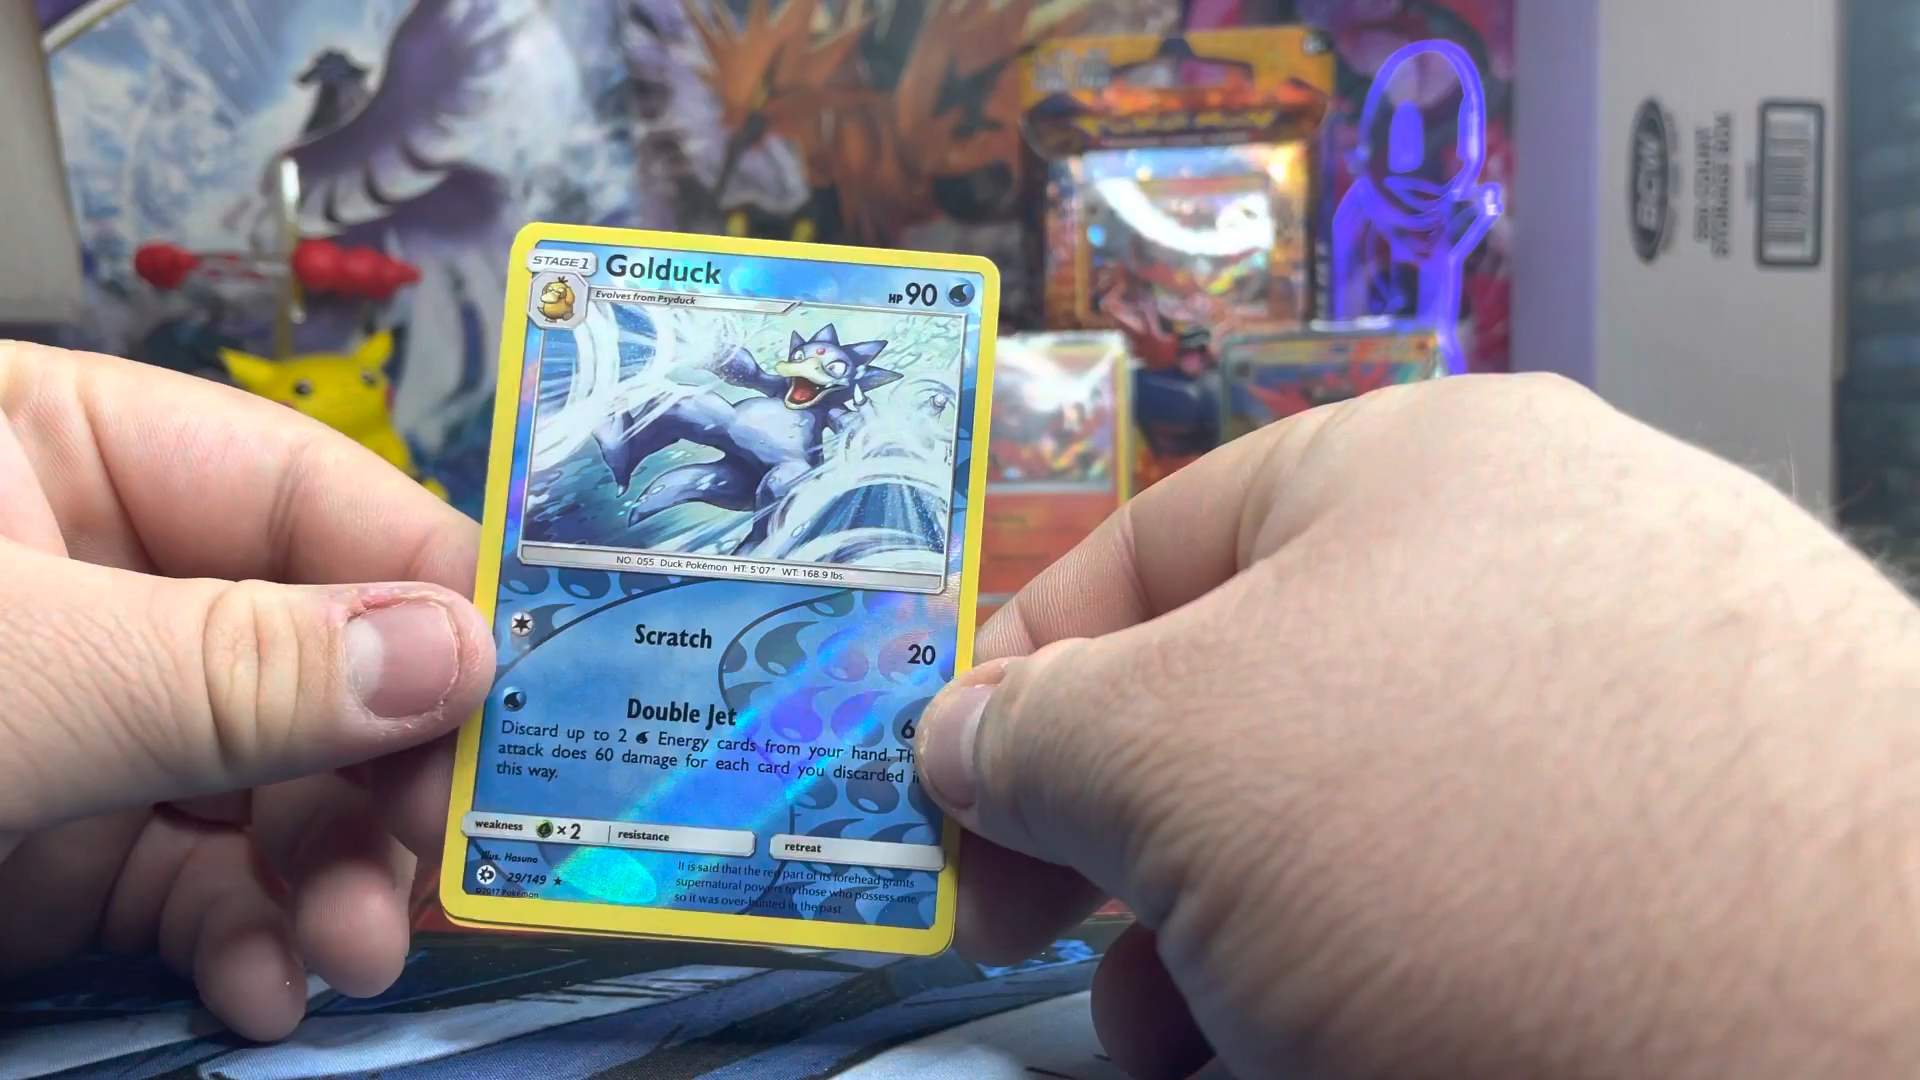 STAGE 1 Golduck HP 90
Evolves from Psyduck
NO. 055 Duck Pokémon HT: 5'07" WT: 168.9 lbs.
Scratch 20
Double Jet 6
Discard up to 2 Energy cards from your hand. Th
attack does 60 damage for each card you discarded i
this way.
weakness ×2 resistance retreat
Illus. Hasuno
29/149 ★
©2017 Pokémon
It is said that the red part of its forehead grants
supernatural powers to those who possess one,
so it was over-hunted in the past.
BCW